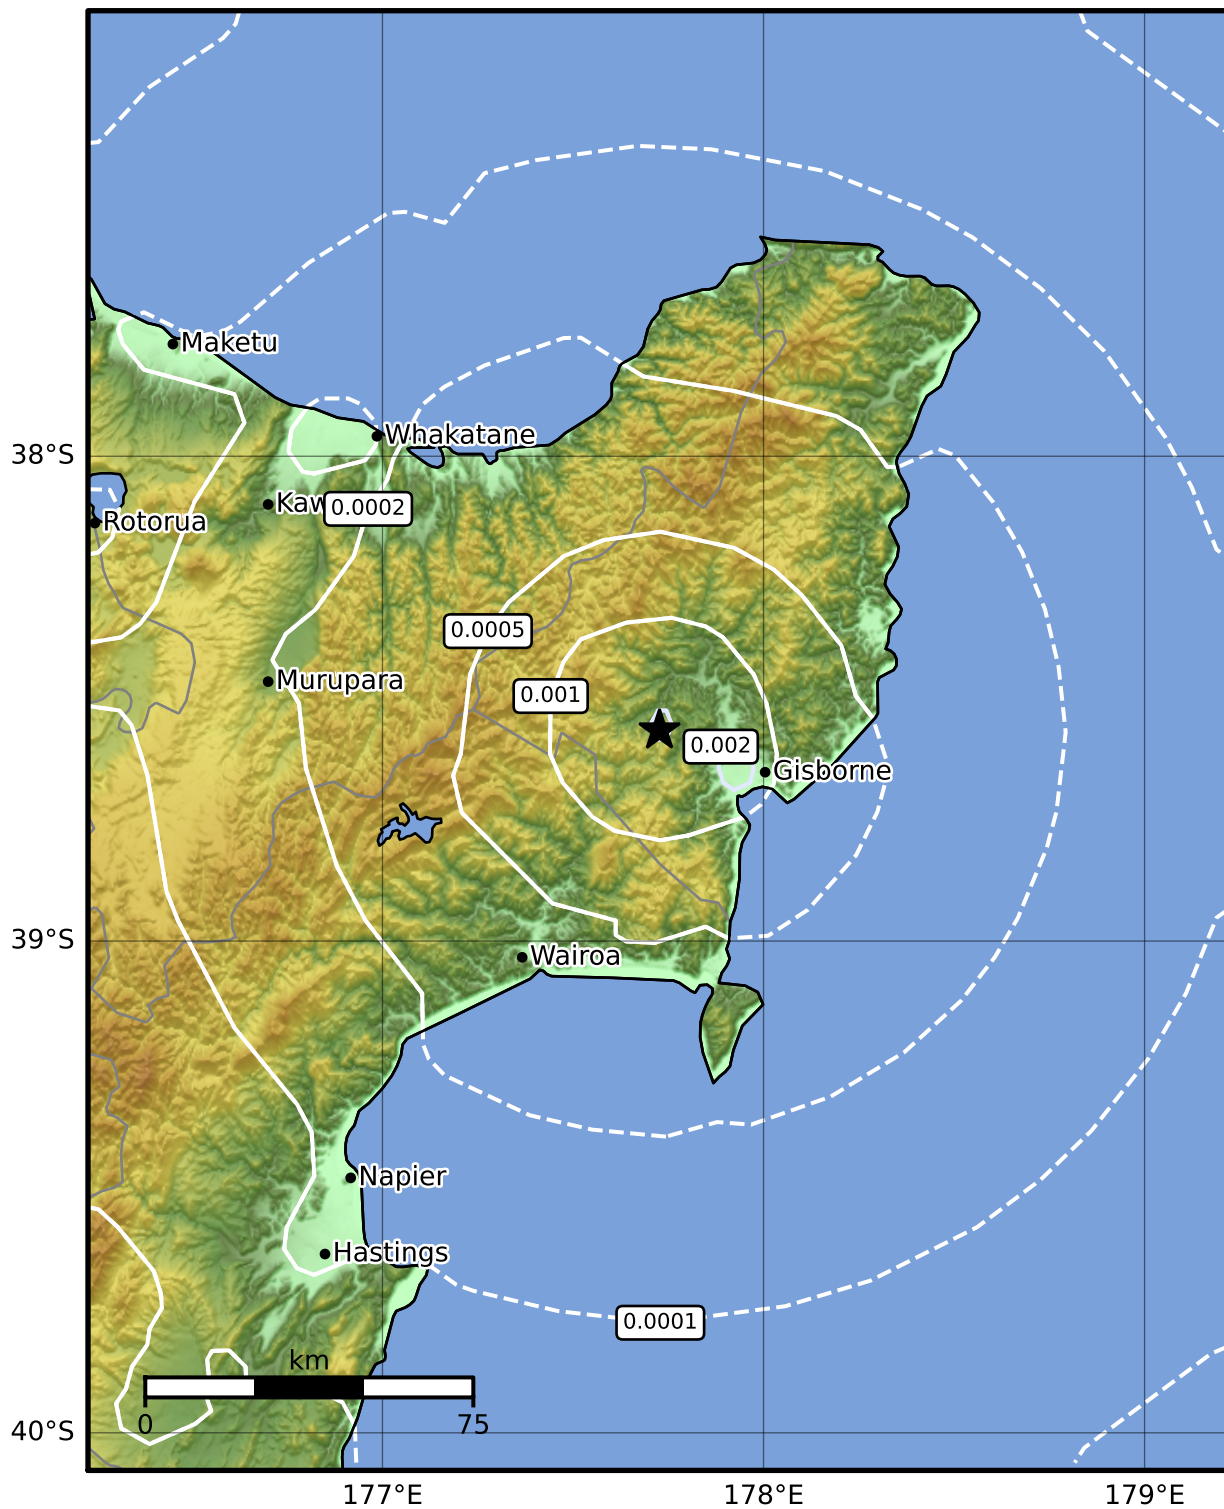 Maketu
Whakatane
38°S
Kaw
0.0002
Rotorua
0.0005
Murupara
0.001
0.002
Gisborne
39°S
Wairoa
Napier
Hastings
0.0001
km
0
75
40°S
177°E
178°E
179°E